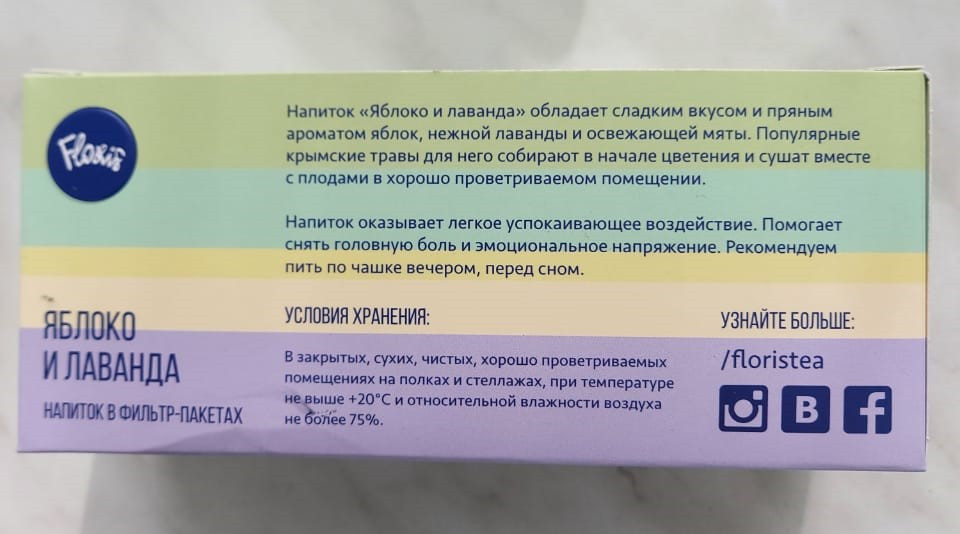 Floris
Напиток «Яблоко и лаванда» обладает сладким вкусом и пряным
ароматом яблок, нежной лаванды и освежающей мяты. Популярные
крымские травы для него собирают в начале цветения и сушат вместе
с плодами в хорошо проветриваемом помещении.
Напиток оказывает легкое успокаивающее воздействие. Помогает
снять головную боль и эмоциональное напряжение. Рекомендуем
пить по чашке вечером, перед сном.
ЯБЛОКО
И ЛАВАНДА
НАПИТОК В ФИЛЬТР-ПАКЕТАХ
УСЛОВИЯ ХРАНЕНИЯ:
В закрытых, сухих, чистых, хорошо проветриваемых
помещениях на полках и стеллажах, при температуре
не выше +20°C и относительной влажности воздуха
не более 75%.
УЗНАЙТЕ БОЛЬШЕ:
/floristea